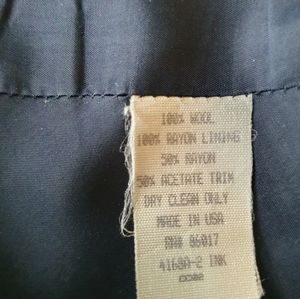 100% WOOL
100% RAYON LINING
50% RAYON
50% ACETATE TRIM
DRY CLEAN ONLY
MADE IN USA
RN# 86017
4168A-2 INK